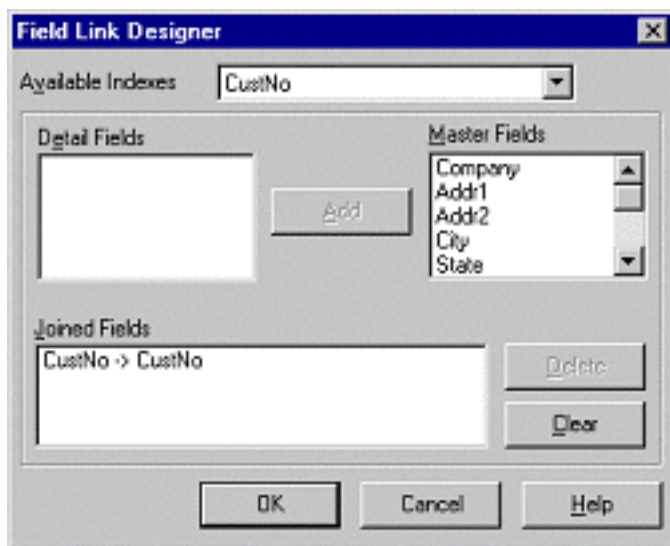 Field Link Designer
Available Indexes CustNo
Detail Fields Master Fields
Company
Addr1
Add Addr2
City
State
Joined Fields
CustNo -> CustNo
Delete
Clear
OK Cancel Help